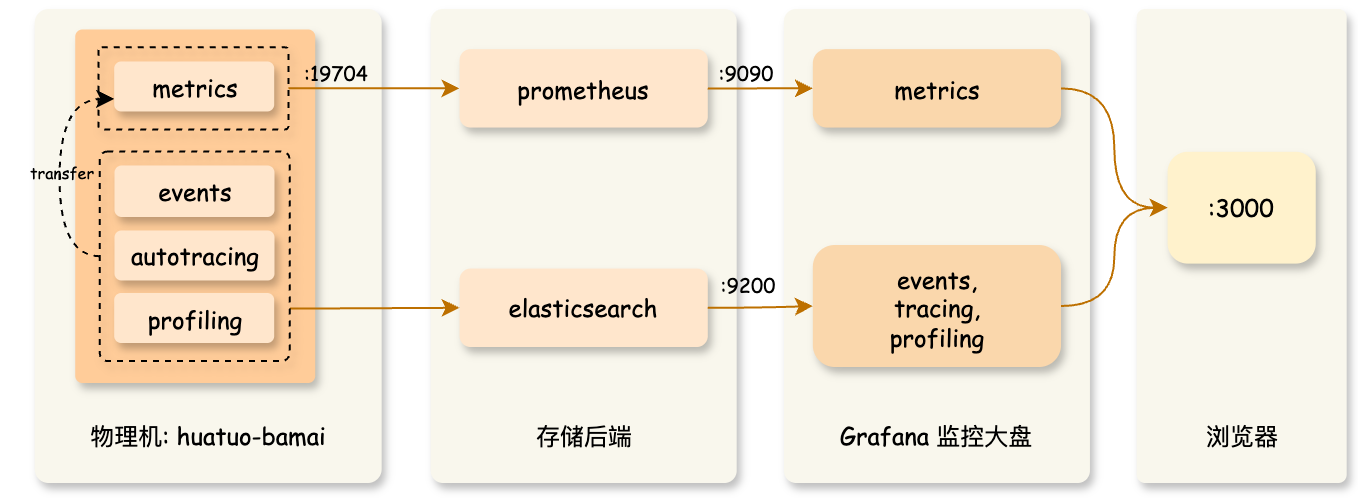 metrics
:19704
prometheus
:9090
metrics
transfer
events
autotracing
profiling
elasticsearch
:9200
events,
tracing,
profiling
:3000
物理机: huatuo-bamai
存储后端
Grafana 监控大盘
浏览器